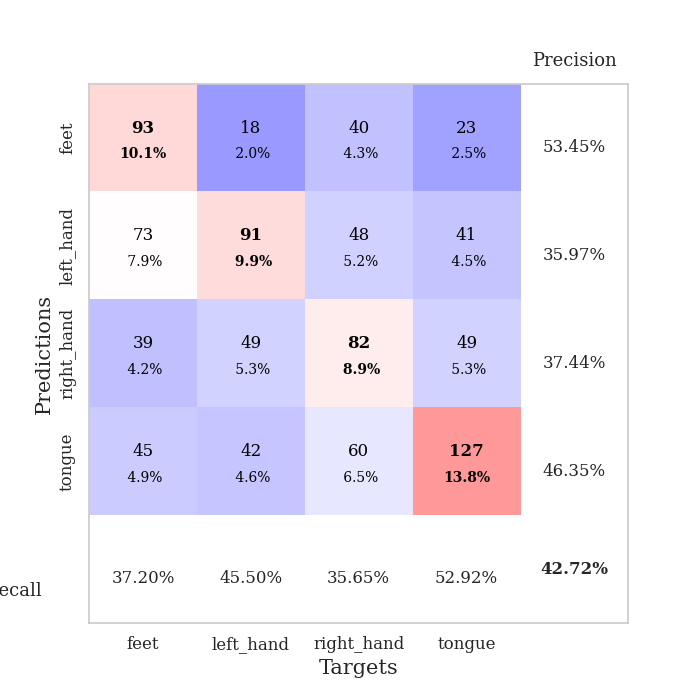 Precision
feet
93 18 40 23 53.45%
10.1% 2.0% 4.3% 2.5%
left_hand
73 91 48 41 35.97%
7.9% 9.9% 5.2% 4.5%
Predictions
right_hand
39 49 82 49 37.44%
4.2% 5.3% 8.9% 5.3%
tongue
45 42 60 127 46.35%
4.9% 4.6% 6.5% 13.8%
ecall 37.20% 45.50% 35.65% 52.92% 42.72%
feet left_hand right_hand tongue
Targets